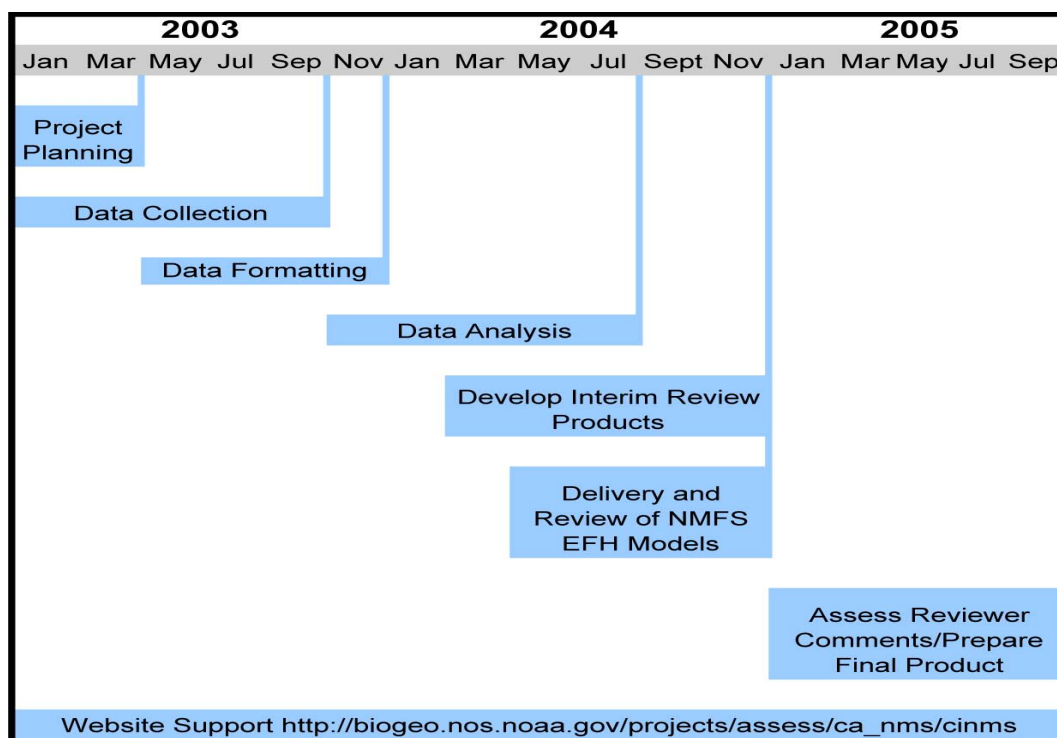 2003 2004 2005
Jan Mar May Jul Sep Nov Jan Mar May Jul Sept Nov Jan Mar May Jul Sep
Project
Planning
Data Collection
Data Formatting
Data Analysis
Develop Interim Review
Products
Delivery and
Review of NMFS
EFH Models
Assess Reviewer
Comments/Prepare
Final Product
Website Support http://biogeo.nos.noaa.gov/projects/assess/ca_nms/cinms